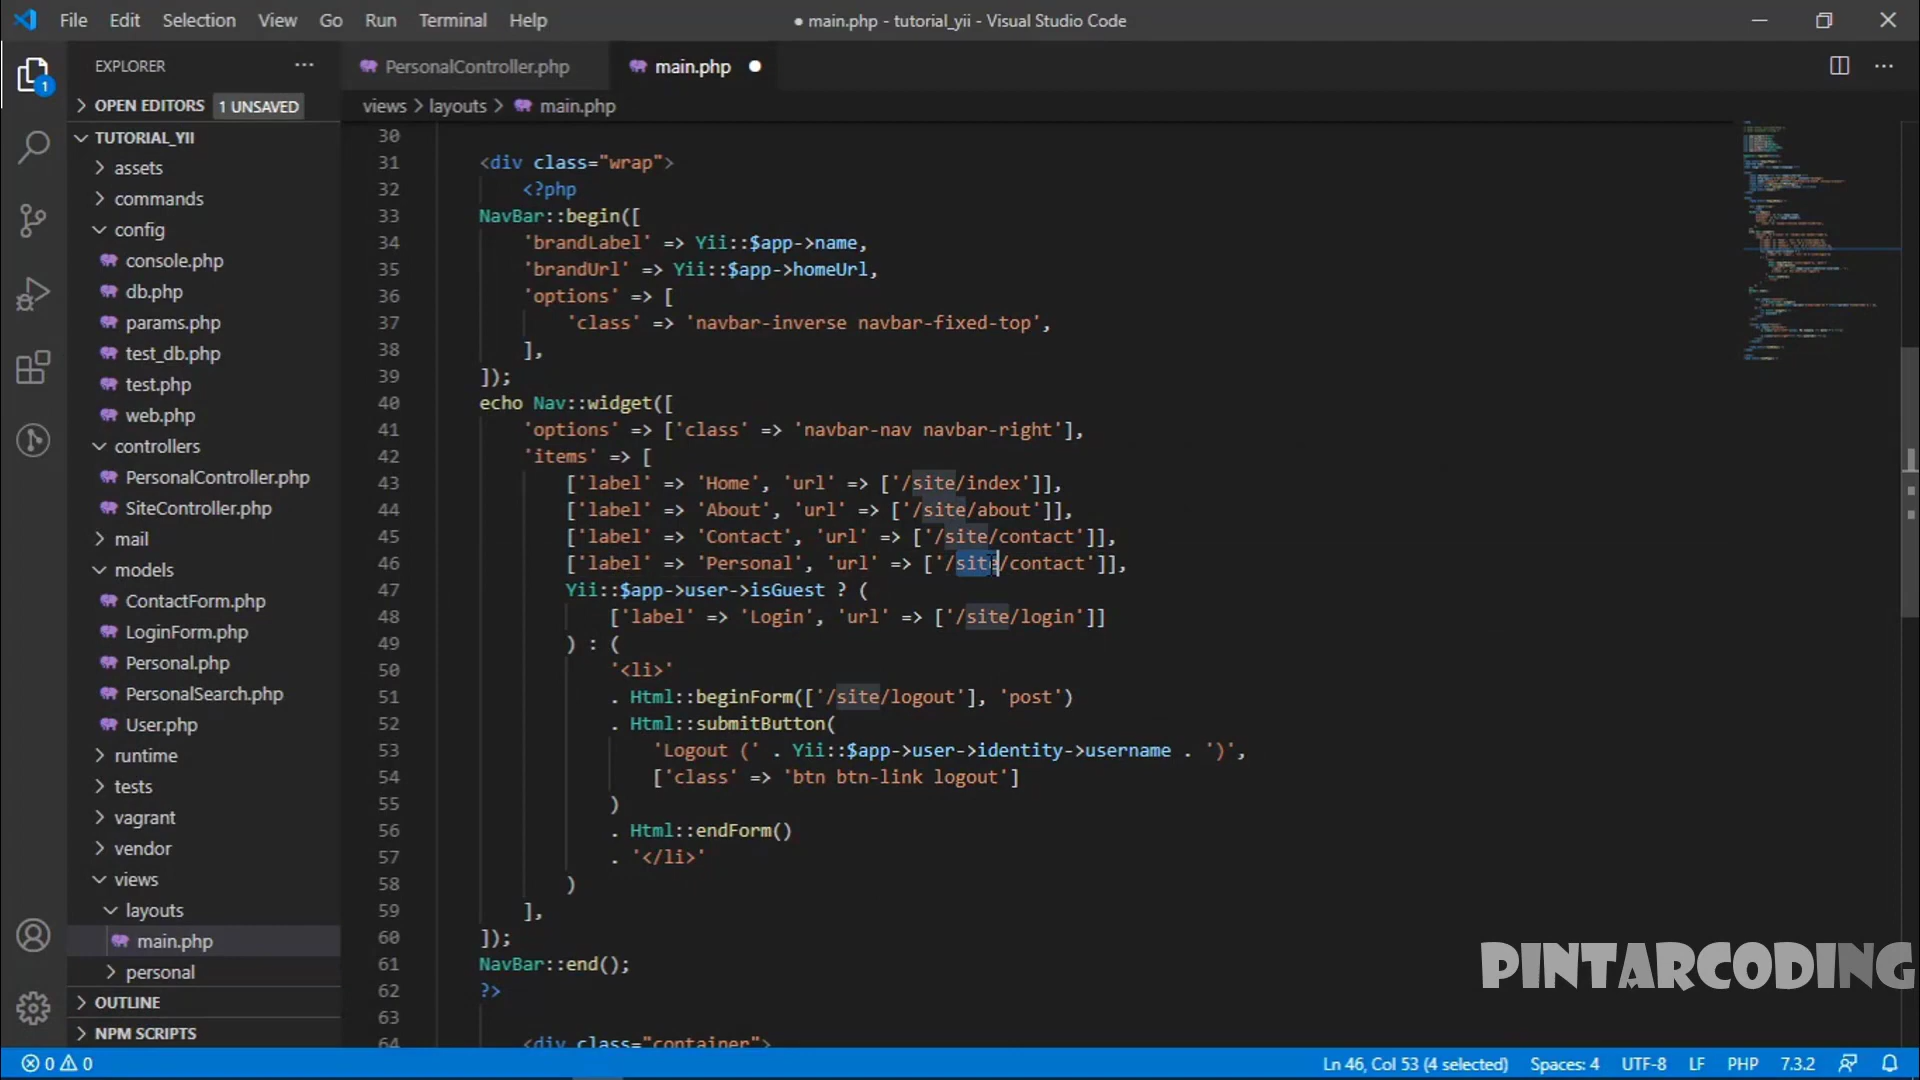 File Edit Selection View Go Run Terminal Help
● main.php - tutorial_yii - Visual Studio Code
EXPLORER ...
PersonalController.php
main.php ●
1
OPEN EDITORS 1 UNSAVED
views > layouts > main.php
TUTORIAL_YII
assets
commands
config
console.php
db.php
params.php
test_db.php
test.php
web.php
controllers
PersonalController.php
SiteController.php
mail
models
ContactForm.php
LoginForm.php
Personal.php
PersonalSearch.php
User.php
runtime
tests
vagrant
vendor
views
layouts
main.php
personal
OUTLINE
NPM SCRIPTS
30
31 <div class="wrap">
32 <?php
33 NavBar::begin([
34 'brandLabel' => Yii::$app->name,
35 'brandUrl' => Yii::$app->homeUrl,
36 'options' => [
37 'class' => 'navbar-inverse navbar-fixed-top',
38 ],
39 ]);
40 echo Nav::widget([
41 'options' => ['class' => 'navbar-nav navbar-right'],
42 'items' => [
43 ['label' => 'Home', 'url' => ['/site/index']],
44 ['label' => 'About', 'url' => ['/site/about']],
45 ['label' => 'Contact', 'url' => ['/site/contact']],
46 ['label' => 'Personal', 'url' => ['/site/contact']],
47 Yii::$app->user->isGuest ? (
48 ['label' => 'Login', 'url' => ['/site/login']]
49 ) : (
50 '<li>'
51 . Html::beginForm(['/site/logout'], 'post')
52 . Html::submitButton(
53 'Logout (' . Yii::$app->user->identity->username . ')',
54 ['class' => 'btn btn-link logout']
55 )
56 . Html::endForm()
57 . '</li>'
58 )
59 ],
60 ]);
61 NavBar::end();
62 ?>
63
64 <div class="container">
PINTARCODING
0 0
Ln 46, Col 53 (4 selected) Spaces: 4 UTF-8 LF PHP 7.3.2